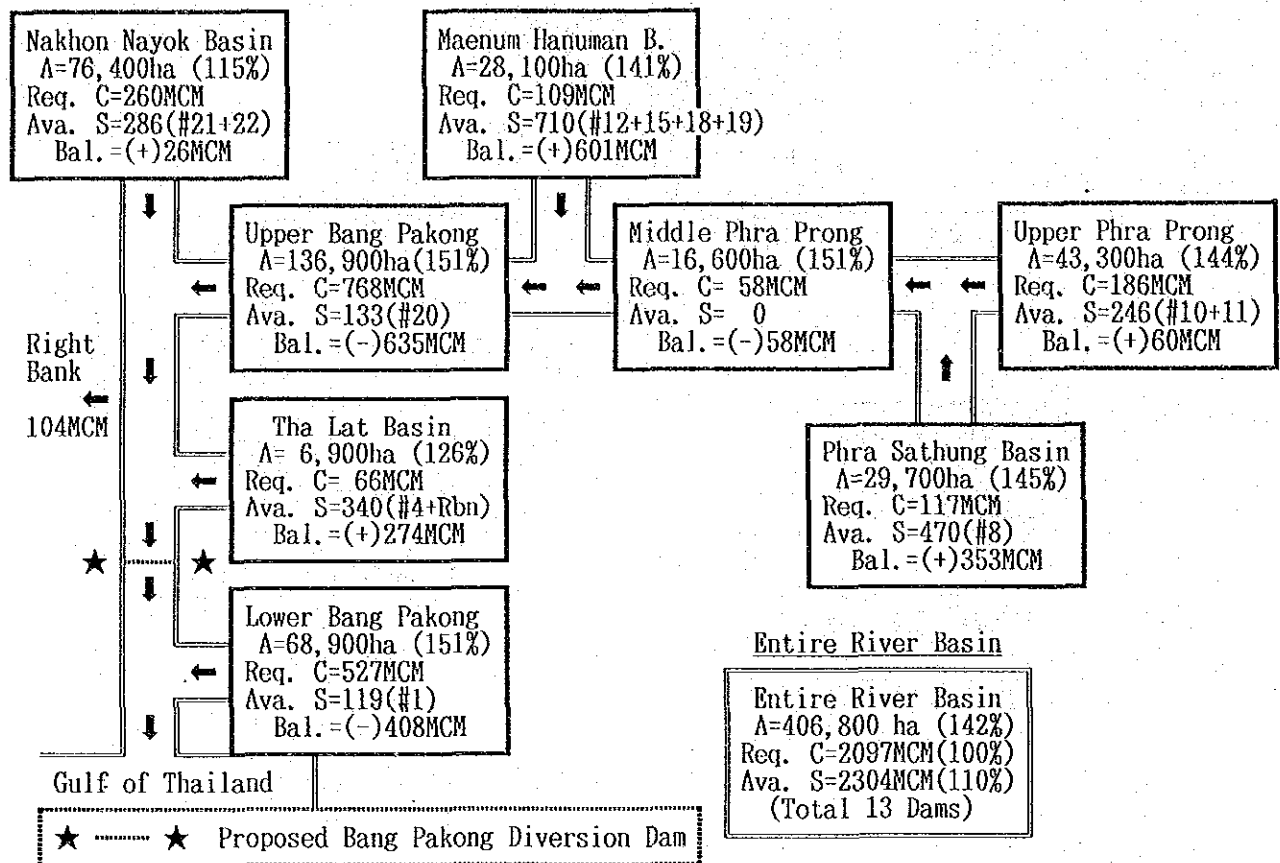 Nakhon Nayok Basin
A=76,400ha (115%)
Req. C=260MCM
Ava. S=286(#21+22)
Bal.=(+)26MCM
Maenum Hanuman B.
A=28,100ha (141%)
Req. C=109MCM
Ava. S=710(#12+15+18+19)
Bal.=(+)601MCM
Upper Bang Pakong
A=136,900ha(151%)
Req. C=768MCM
Ava. S=133(#20)
Bal.=(-)635MCM
Middle Phra Prong
A=16,600ha (151%)
Req. C= 58MCM
Ava. S= 0
Bal.=(-)58MCM
Upper Phra Prong
A=43,300ha (144%)
Req. C=186MCM
Ava. S=246(#10+11)
Bal.=(+)60MCM
Right
Bank
104MCM
Tha Lat Basin
A= 6,900ha (126%)
Req. C= 66MCM
Ava. S=340(#4+Rbn)
Bal.=(+)274MCM
Phra Sathung Basin
A=29,700ha (145%)
Req. C=117MCM
Ava. S=470(#8)
Bal.=(+)353MCM
Lower Bang Pakong
A=68,900ha (151%)
Req. C=527MCM
Ava. S=119(#1)
Bal.=(-)408MCM
Entire River Basin
Entire River Basin
A=406,800 ha (142%)
Req. C=2097MCM(100%)
Ava. S=2304MCM(110%)
(Total 13 Dams)
Gulf of Thailand
★ ┄┄ ★ Proposed Bang Pakong Diversion Dam